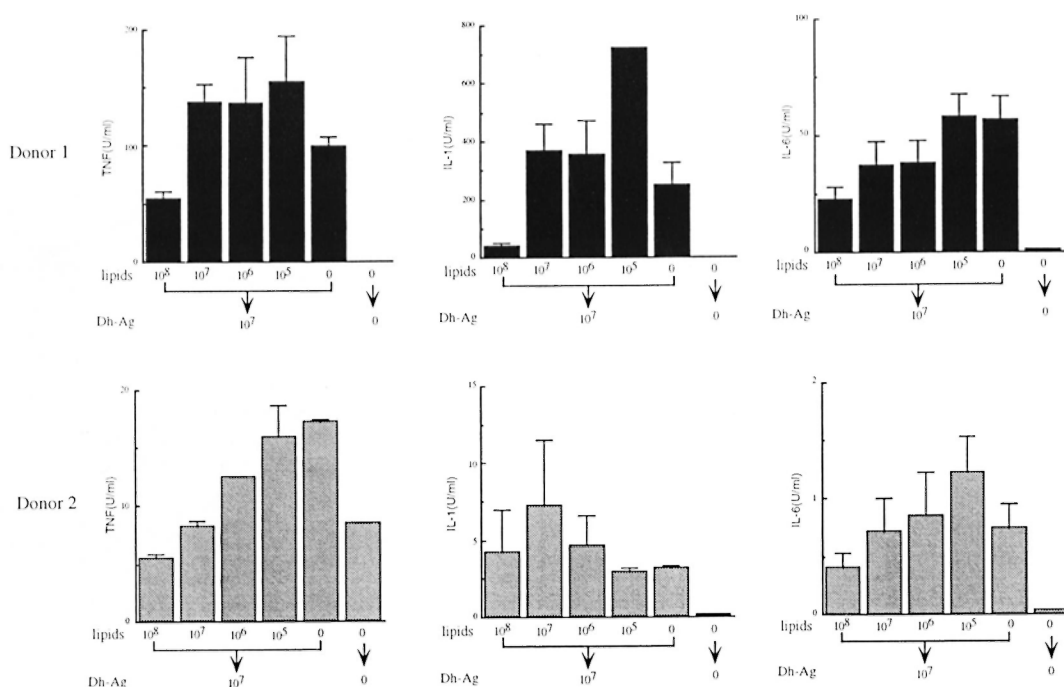 Donor 1
TNF(U/ml)
200
100
0
lipids 10⁸ 10⁷ 10⁶ 10⁵ 0 0
Dh-Ag 10⁷ 0
IL-1(U/ml)
800
600
400
200
0
lipids 10⁸ 10⁷ 10⁶ 10⁵ 0 0
Dh-Ag 10⁷ 0
IL-6(U/ml)
100
50
0
lipids 10⁸ 10⁷ 10⁶ 10⁵ 0 0
Dh-Ag 10⁷ 0
Donor 2
TNF(U/ml)
20
10
0
lipids 10⁸ 10⁷ 10⁶ 10⁵ 0 0
Dh-Ag 10⁷ 0
IL-1(U/ml)
15
10
5
0
lipids 10⁸ 10⁷ 10⁶ 10⁵ 0 0
Dh-Ag 10⁷ 0
IL-6(U/ml)
2
1
0
lipids 10⁸ 10⁷ 10⁶ 10⁵ 0 0
Dh-Ag 10⁷ 0